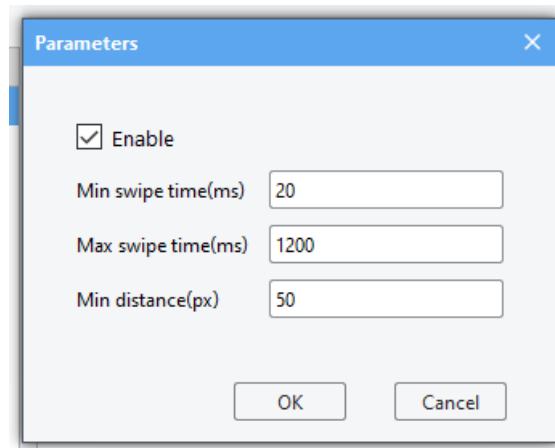 Parameters
Enable
Min swipe time(ms) 20
Max swipe time(ms) 1200
Min distance(px) 50
OK Cancel